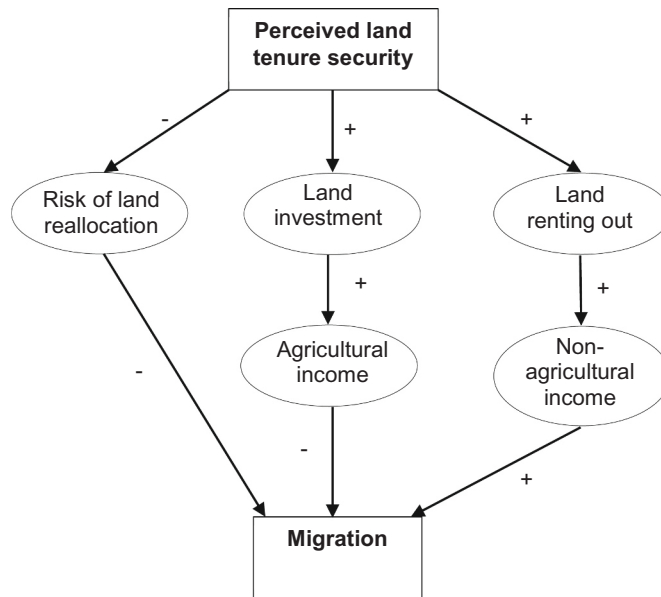 Perceived land
tenure security
-
+
+
Risk of land
reallocation
Land
investment
Land
renting out
+
+
-
Agricultural
income
Non-
agricultural
income
-
+
Migration